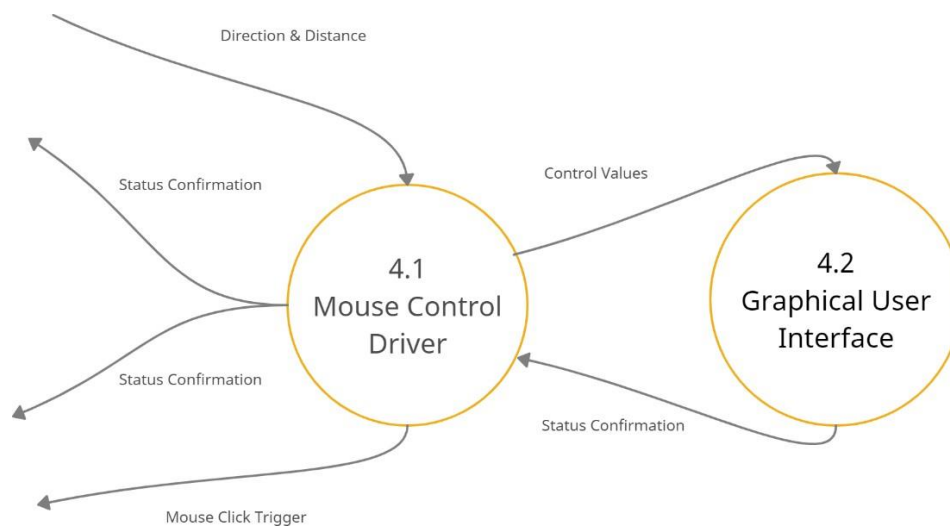 Direction & Distance
Status Confirmation
Control Values
4.1
Mouse Control
Driver
4.2
Graphical User
Interface
Status Confirmation
Status Confirmation
Mouse Click Trigger